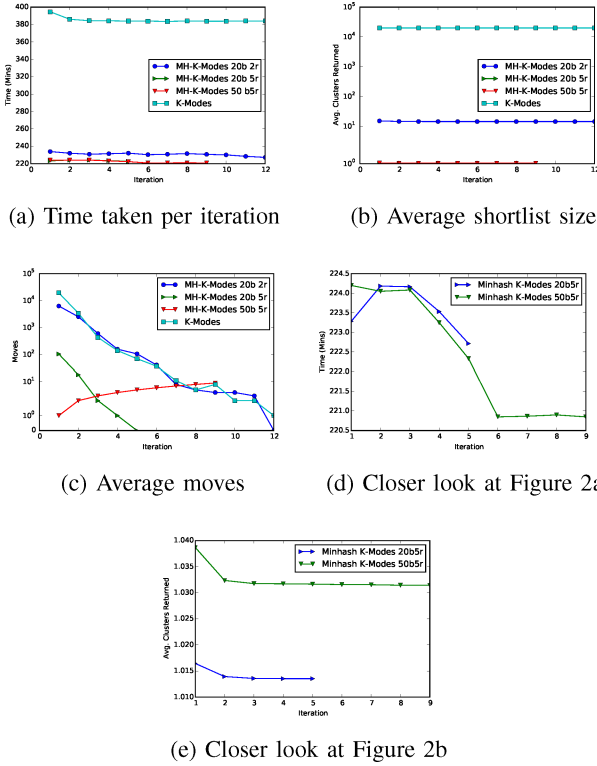 400
380
360
340
320
300
280
260
240
220
0
2
4
6
8
10
12
Time (Mins)
Iteration
MH-K-Modes 20b 2r
MH-K-Modes 20b 5r
MH-K-Modes 50 b5r
K-Modes
(a) Time taken per iteration
10^5
10^4
10^3
10^2
10^1
10^0
0
2
4
6
8
10
12
Avg. Clusters Returned
Iteration
MH-K-Modes 20b 2r
MH-K-Modes 20b 5r
MH-K-Modes 50b 5r
K-Modes
(b) Average shortlist size
10^5
10^4
10^3
10^2
10^1
10^0
0
0
2
4
6
8
10
12
Moves
Iteration
MH-K-Modes 20b 2r
MH-K-Modes 20b 5r
MH-K-Modes 50b 5r
K-Modes
(c) Average moves
224.5
224.0
223.5
223.0
222.5
222.0
221.5
221.0
220.5
1
2
3
4
5
6
7
8
9
Time (Mins)
Iteration
Minhash K-Modes 20b5r
Minhash K-Modes 50b5r
(d) Closer look at Figure 2a
1.040
1.035
1.030
1.025
1.020
1.015
1.010
1
2
3
4
5
6
7
8
9
Avg. Clusters Returned
Iteration
Minhash K-Modes 20b5r
Minhash K-Modes 50b5r
(e) Closer look at Figure 2b